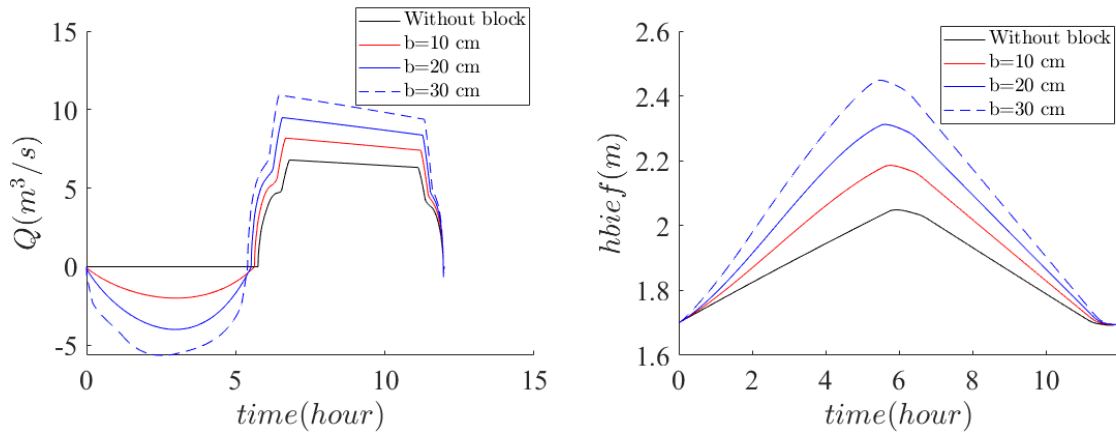 15
10
5
0
-5
Q(m³/s)
0
5
10
15
time(hour)
Without block
b=10 cm
b=20 cm
b=30 cm
2.6
2.4
2.2
2
1.8
1.6
hbief(m)
0
2
4
6
8
10
time(hour)
Without block
b=10 cm
b=20 cm
b=30 cm